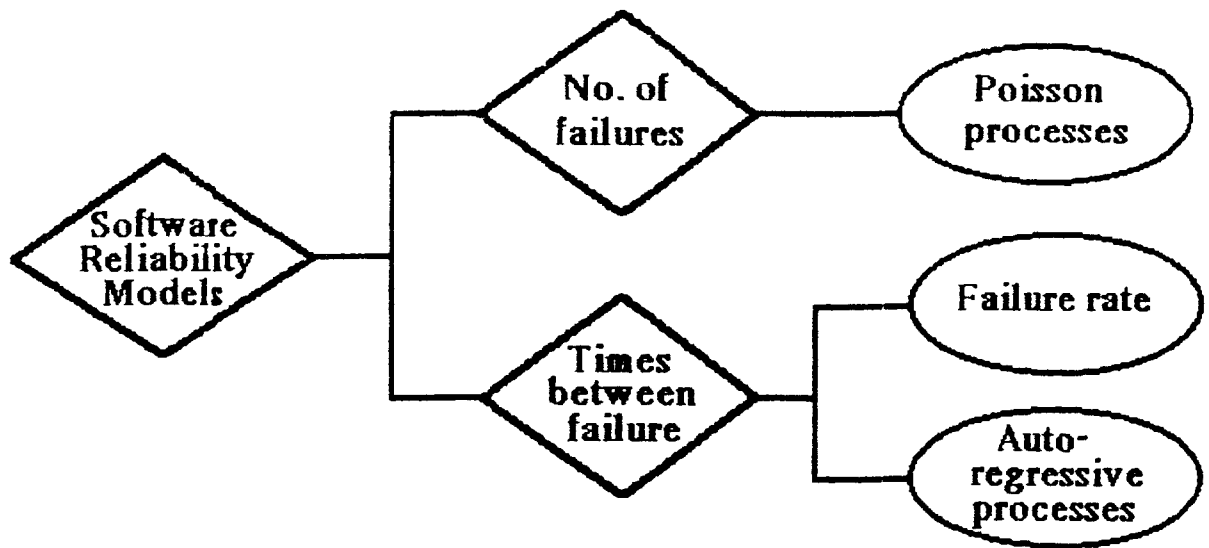 Software
Reliability
Models
No. of
failures
Poisson
processes
Times
between
failure
Failure rate
Auto-
regressive
processes